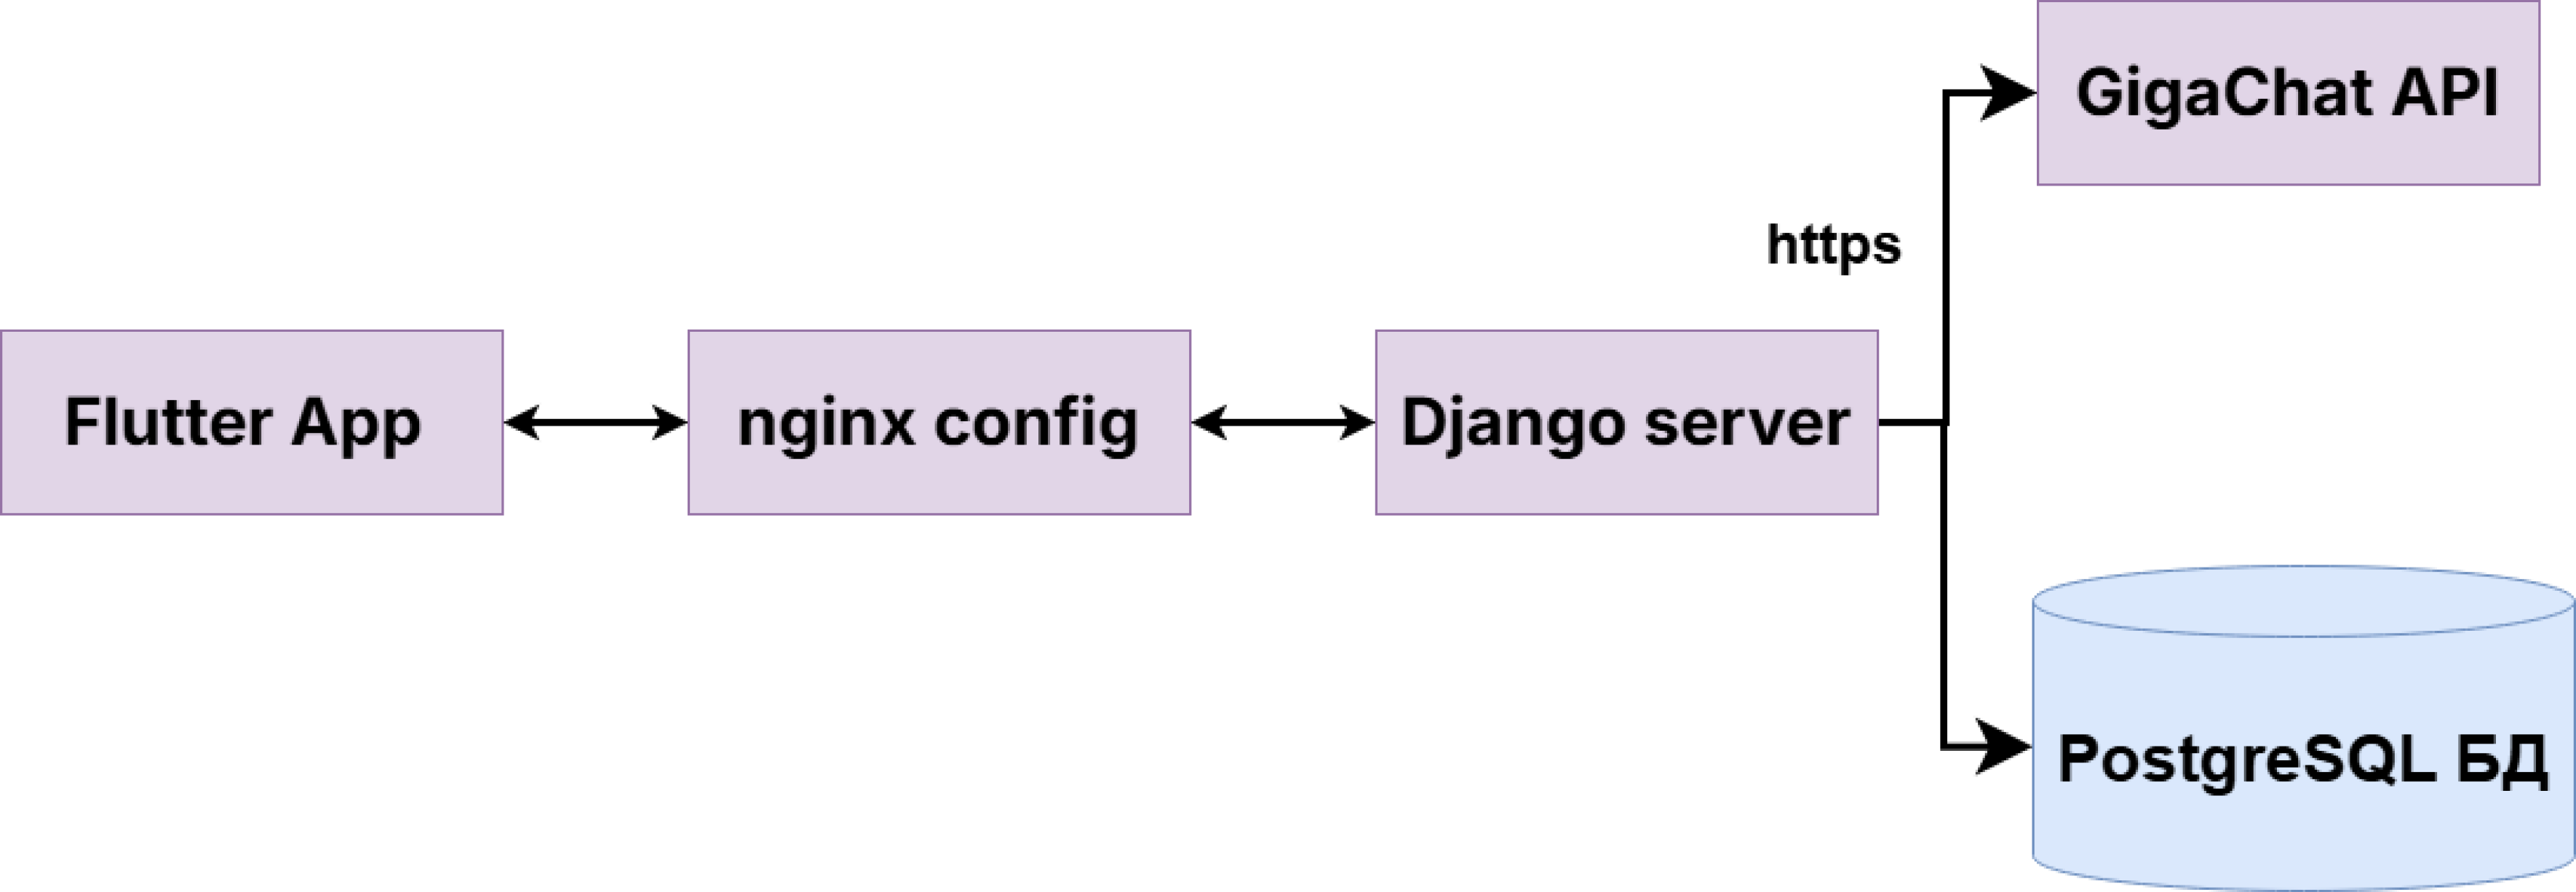 GigaChat API
https
Flutter App
nginx config
Django server
PostgreSQL БД